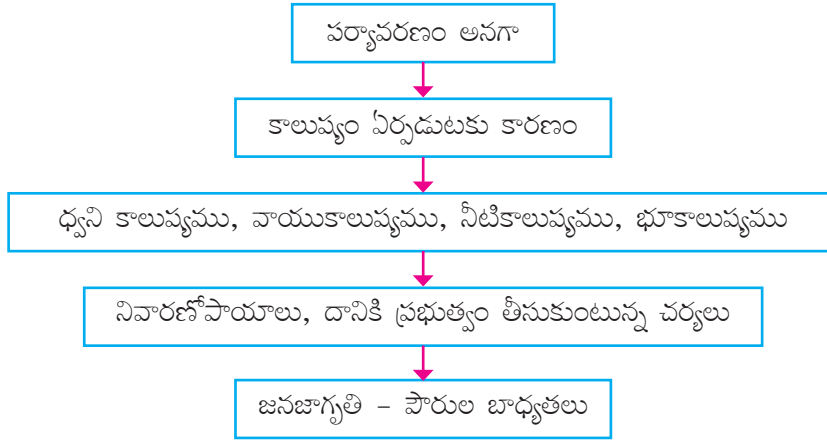 పర్యావరణం అనగా
కాలుష్యం ఏర్పడుటకు కారణం
ధ్వని కాలుష్యము, వాయుకాలుష్యము, నీటికాలుష్యము, భూకాలుష్యము
నివారణోపాయాలు, దానికి ప్రభుత్వం తీసుకుంటున్న చర్యలు
జనజాగృతి – పౌరుల బాధ్యతలు